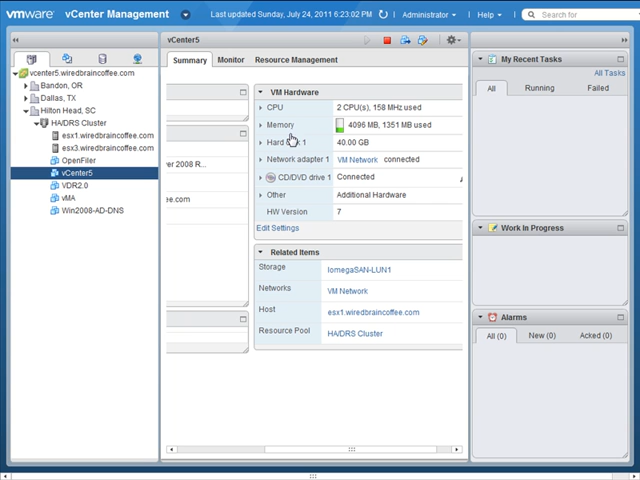 vmware vCenter Management Last updated Sunday, July 24, 2011 6:23:02 PM Administrator Help Search
vCenter5
Summary Monitor Resource Management
vcenter5.wiredbraincoffee.com
Bandon, OR
Dallas, TX
Hilton Head, SC
HA/DRS Cluster
esx1.wiredbraincoffee.com
esx3.wiredbraincoffee.com
OpenFiler
vCenter5
VDR2.0
vMA
Win2008-AD-DNS
er 2008 R...
ee.com
VM Hardware
CPU 2 CPU(s), 158 MHz used
Memory 4096 MB, 1351 MB used
Hard disk 1 40.00 GB
Network adapter 1 VM Network connected
CD/DVD drive 1 Connected
Other Additional Hardware
HW Version 7
Edit Settings
Related Items
Storage IomegaSAN-LUN1
Networks VM Network
Host esx1.wiredbraincoffee.com
Resource Pool HA/DRS Cluster
My Recent Tasks
All Tasks
All Running Failed
Work In Progress
Alarms
All (0) New (0) Acked (0)